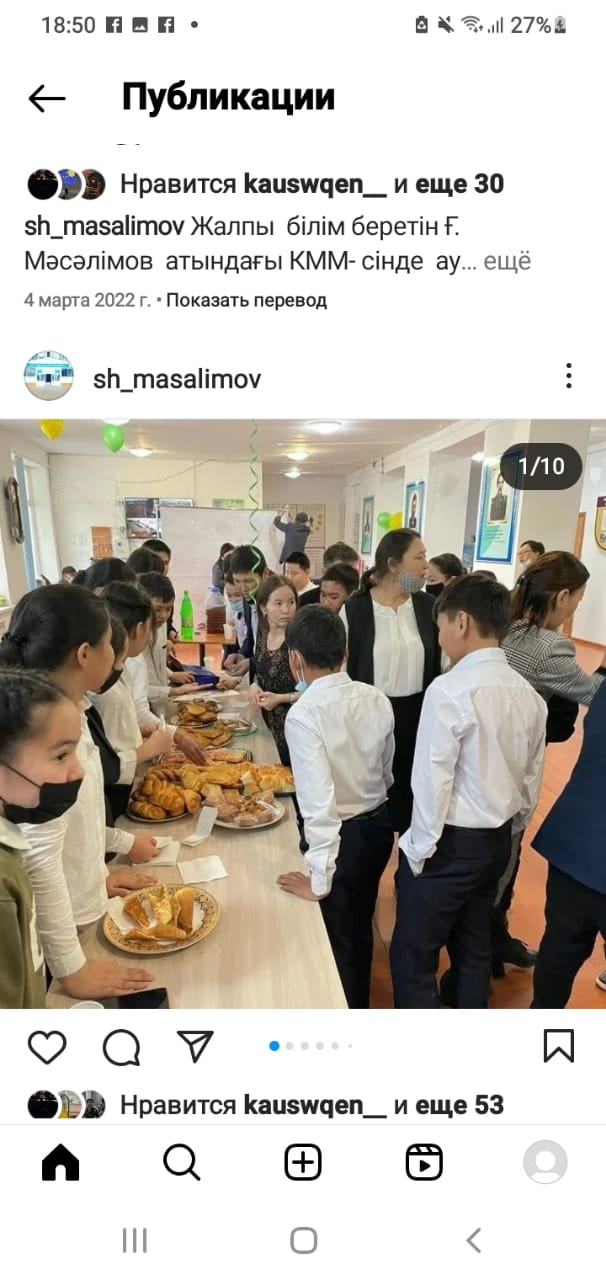 18:50 27%
Публикации
Нравится kauswqen__ и еще 30
sh_masalimov Жалпы білім беретін Ғ.
Мәсәлімов атындағы КММ- сінде ау... ещё
4 марта 2022 г. • Показать перевод
sh_masalimov
1/10
Нравится kauswqen__ и еще 53